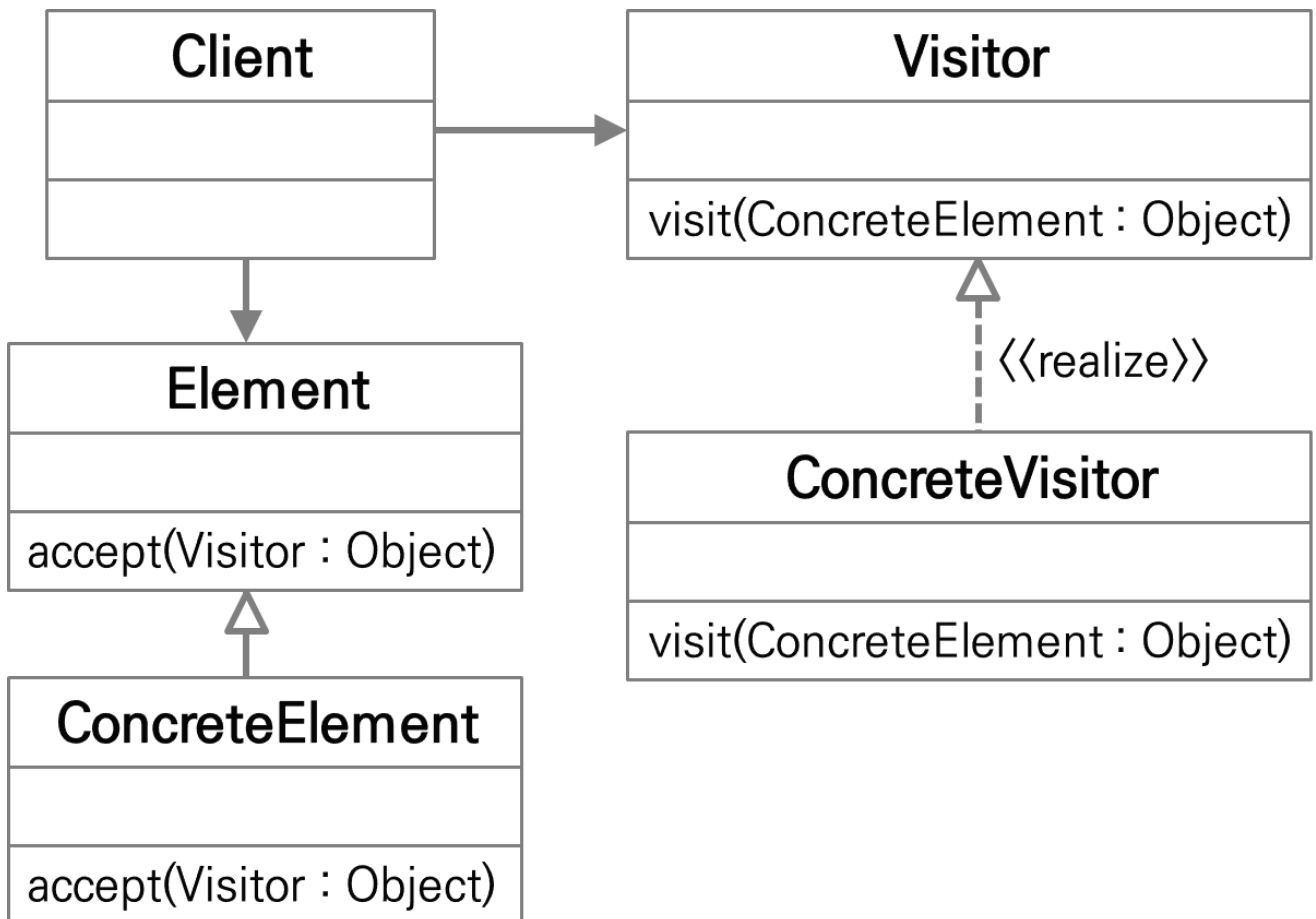 Client
Visitor
visit(ConcreteElement : Object)
Element
accept(Visitor : Object)
<<realize>>
ConcreteVisitor
visit(ConcreteElement : Object)
ConcreteElement
accept(Visitor : Object)